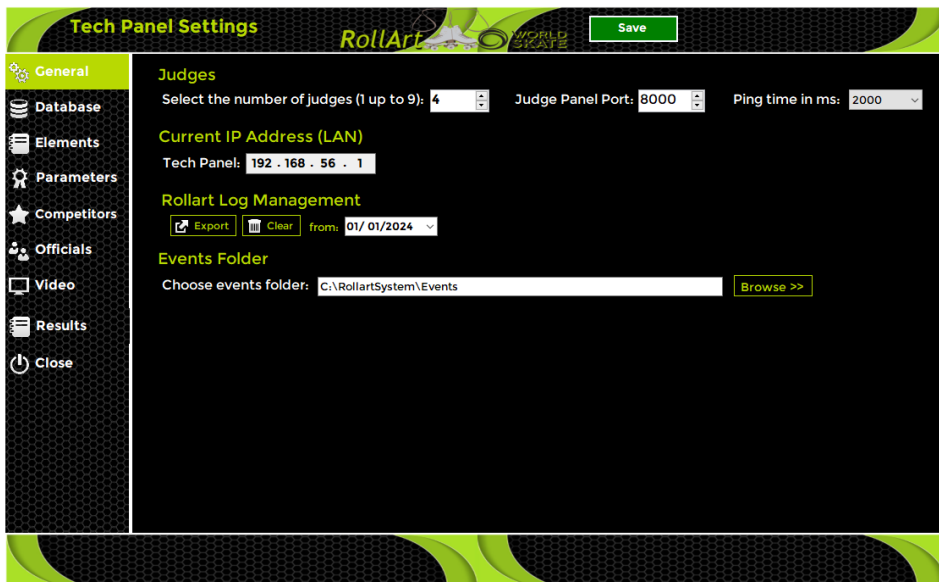 Tech Panel Settings
RollArt
WORLD SKATE
Save
General
Database
Elements
Parameters
Competitors
Officials
Video
Results
Close
Judges
Select the number of judges (1 up to 9): 4 Judge Panel Port: 8000 Ping time in ms: 2000
Current IP Address (LAN)
Tech Panel: 192 . 168 . 56 . 1
Rollart Log Management
Export Clear from: 01/ 01/2024
Events Folder
Choose events folder: C:\RollartSystem\Events Browse >>